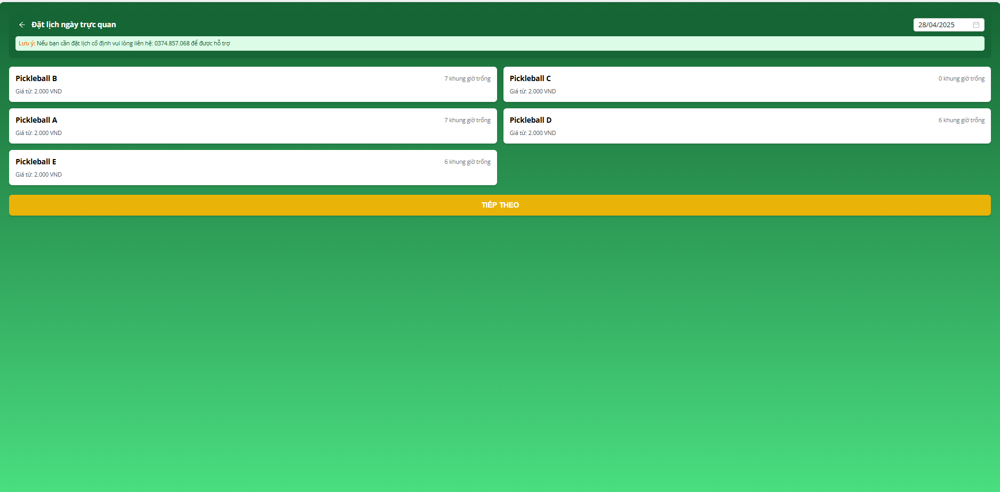 Đặt lịch ngày trực quan
28/04/2025
Lưu ý: Nếu bạn cần đặt lịch cố định vui lòng liên hệ: 0374.857.068 để được hỗ trợ
Pickleball B
7 khung giờ trống
Giá từ: 2.000 VND
Pickleball C
0 khung giờ trống
Giá từ: 2.000 VND
Pickleball A
7 khung giờ trống
Giá từ: 2.000 VND
Pickleball D
6 khung giờ trống
Giá từ: 2.000 VND
Pickleball E
6 khung giờ trống
Giá từ: 2.000 VND
TIẾP THEO